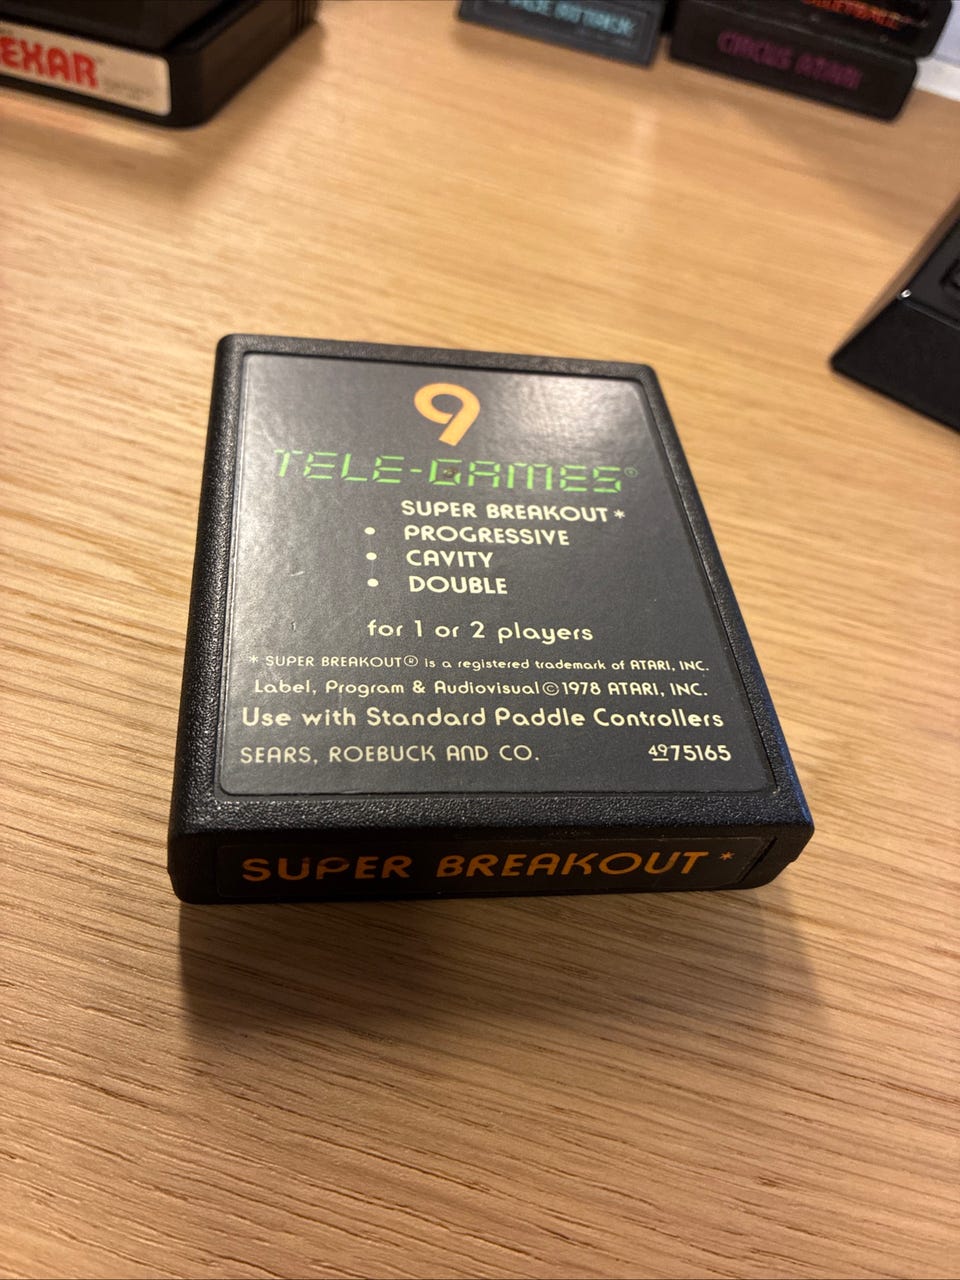 EXAR
CIRCUS ATARI
9
TELE-GAMES®
SUPER BREAKOUT*
• PROGRESSIVE
• CAVITY
• DOUBLE
for 1 or 2 players
* SUPER BREAKOUT® is a registered trademark of ATARI, INC.
Label, Program & Audiovisual © 1978 ATARI, INC.
Use with Standard Paddle Controllers
SEARS, ROEBUCK AND CO. 4975165
SUPER BREAKOUT*